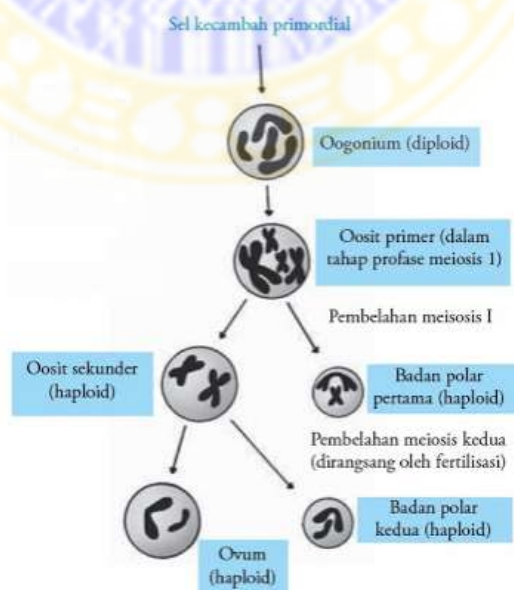 Sel kecambah primordial
Oogonium (diploid)
Oosit primer (dalam
tahap profase meiosis 1)
Pembelahan meisosis I
Oosit sekunder
(haploid)
Badan polar
pertama (haploid)
Pembelahan meiosis kedua
(dirangsang oleh fertilisasi)
Badan polar
kedua (haploid)
Ovum
(haploid)